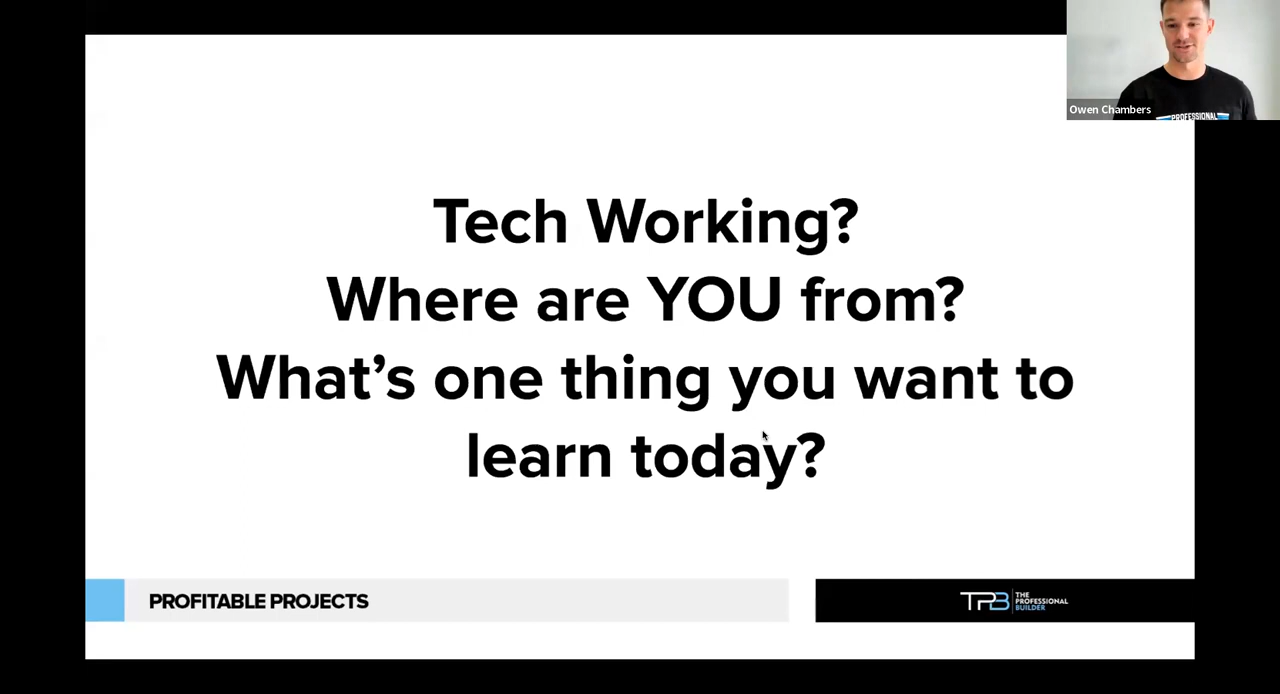 Owen Chambers
PROFESSIONAL
Tech Working?
Where are YOU from?
What’s one thing you want to
learn today?
PROFITABLE PROJECTS
TPB
THE
PROFESSIONAL
BUILDER